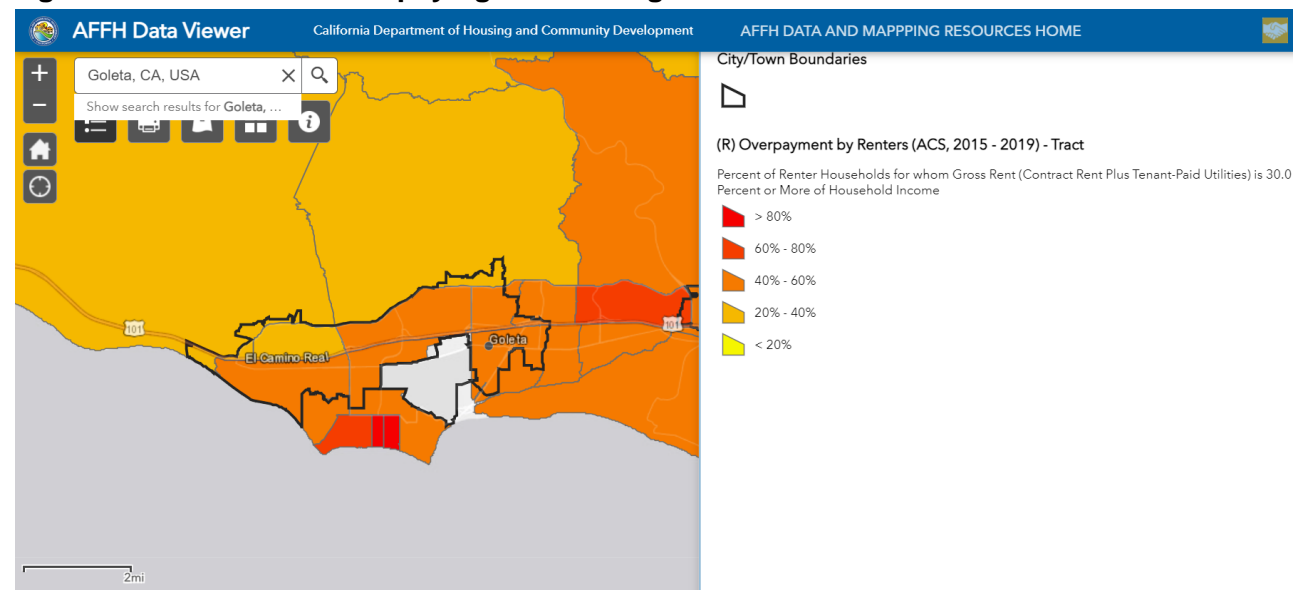 AFFH Data Viewer
California Department of Housing and Community Development
AFFH DATA AND MAPPPING RESOURCES HOME
+
−
Goleta, CA, USA
Show search results for Goleta, ...
City/Town Boundaries
(R) Overpayment by Renters (ACS, 2015 - 2019) - Tract
Percent of Renter Households for whom Gross Rent (Contract Rent Plus Tenant-Paid Utilities) is 30.0
Percent or More of Household Income
> 80%
60% - 80%
40% - 60%
20% - 40%
< 20%
101
101
Goleta
El Camino Real
2mi